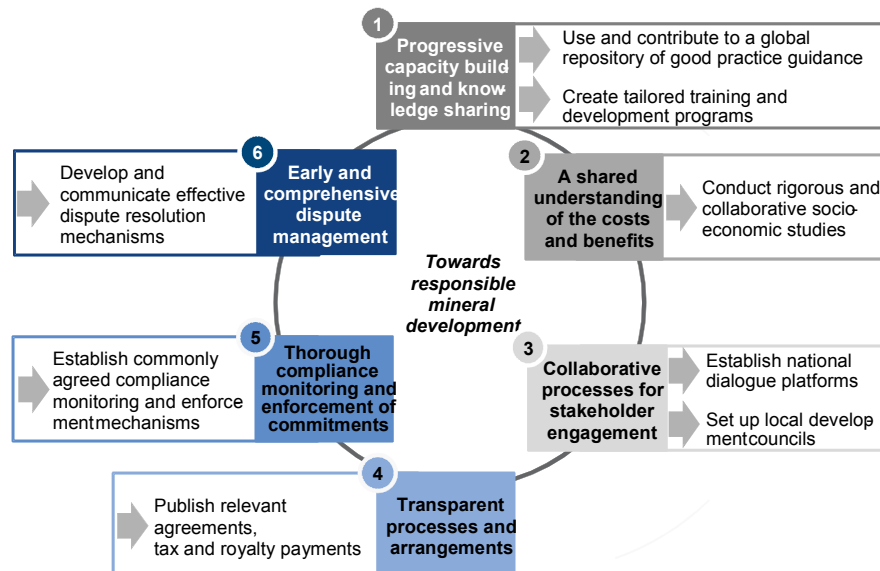 1
Progressive
capacity build-
ing and know-
ledge sharing
Use and contribute to a global
repository of good practice guidance
Create tailored training and
development programs
2
A shared
understanding
of the costs
and benefits
Conduct rigorous and
collaborative socio-
economic studies
3
Collaborative
processes for
stakeholder
engagement
Establish national
dialogue platforms
Set up local develop-
mentcouncils
4
Transparent
processes and
arrangements
Publish relevant
agreements,
tax and royalty payments
5
Thorough
compliance
monitoring and
enforcement of
commitments
Establish commonly
agreed compliance
monitoring and enforce
mentmechanisms
6
Early and
comprehensive
dispute
management
Develop and
communicate effective
dispute resolution
mechanisms
Towards
responsible
mineral
development